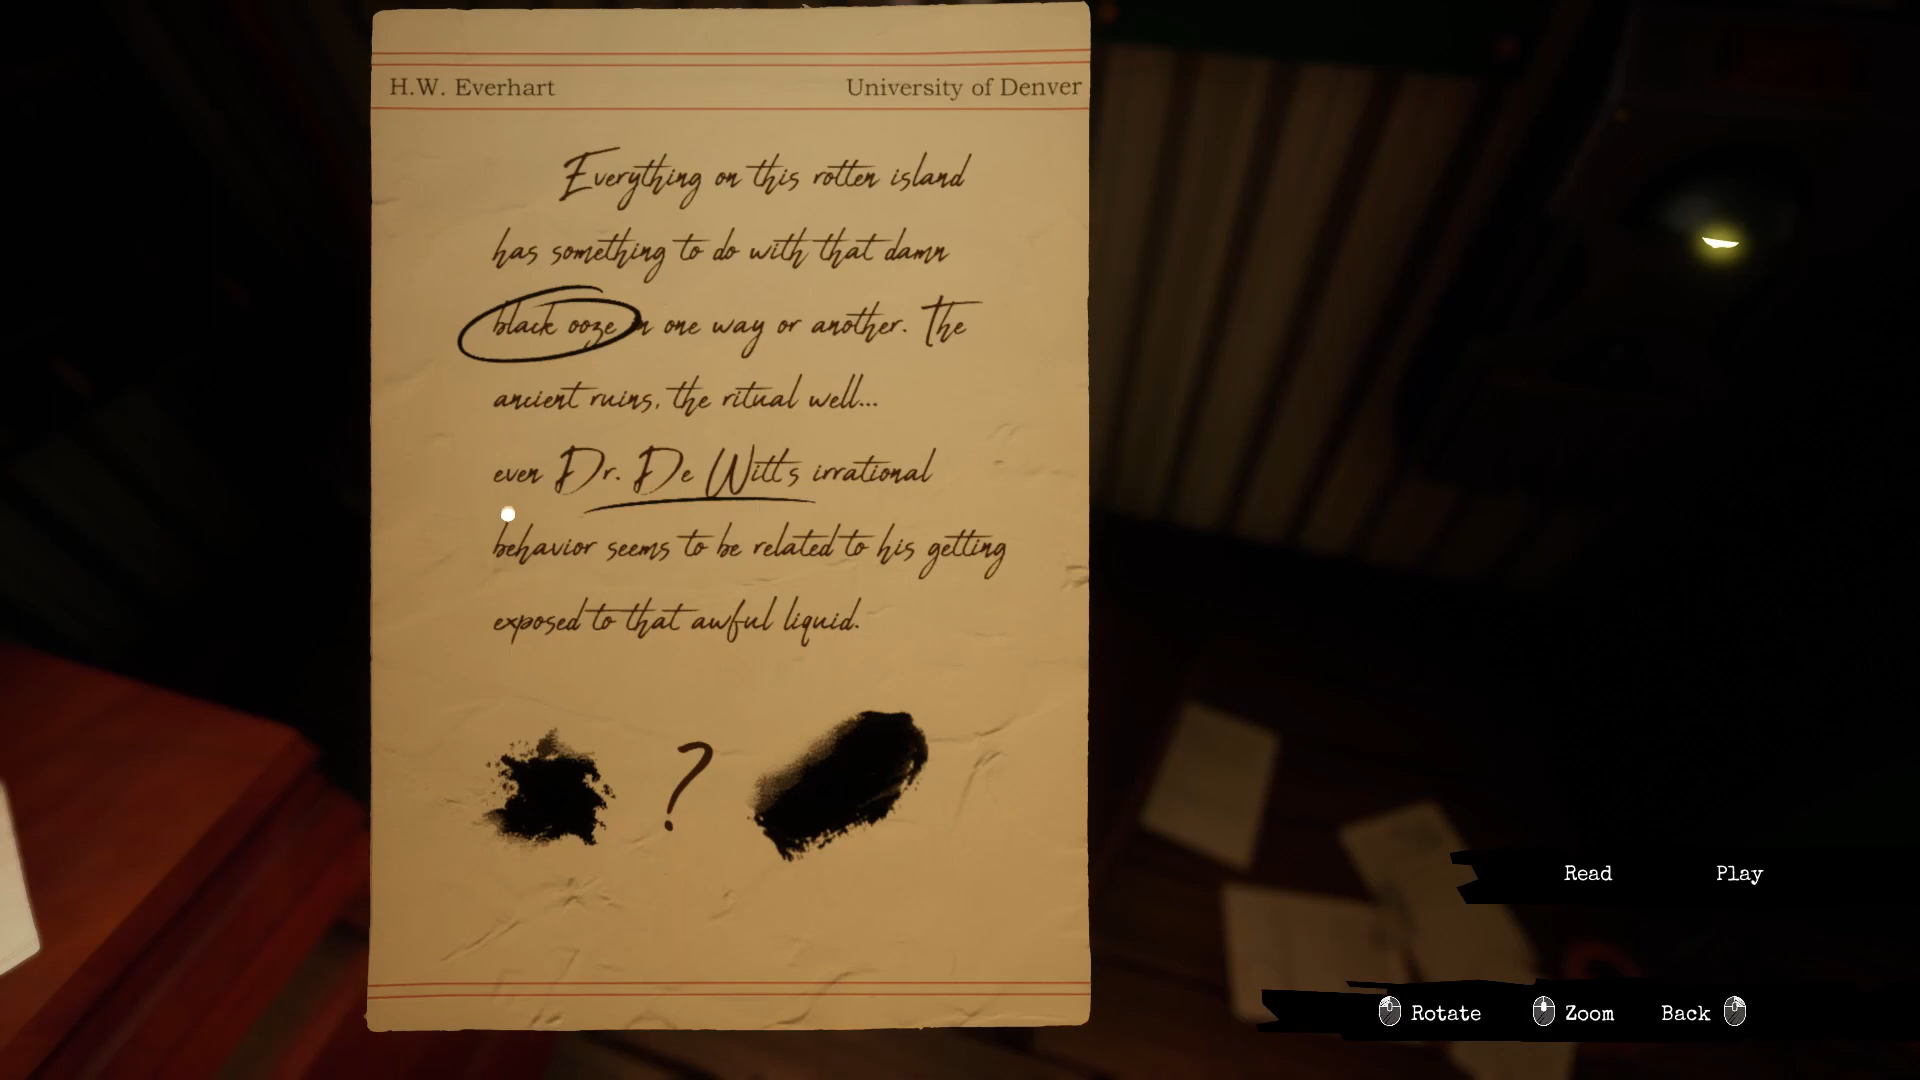 H.W. Everhart University of Denver
Everything on this rotten island
has something to do with that damn
black ooze in one way or another. The
ancient ruins, the ritual well...
even Dr. De Witt's irrational
behavior seems to be related to his getting
exposed to that awful liquid.
?
Read Play
Rotate Zoom Back